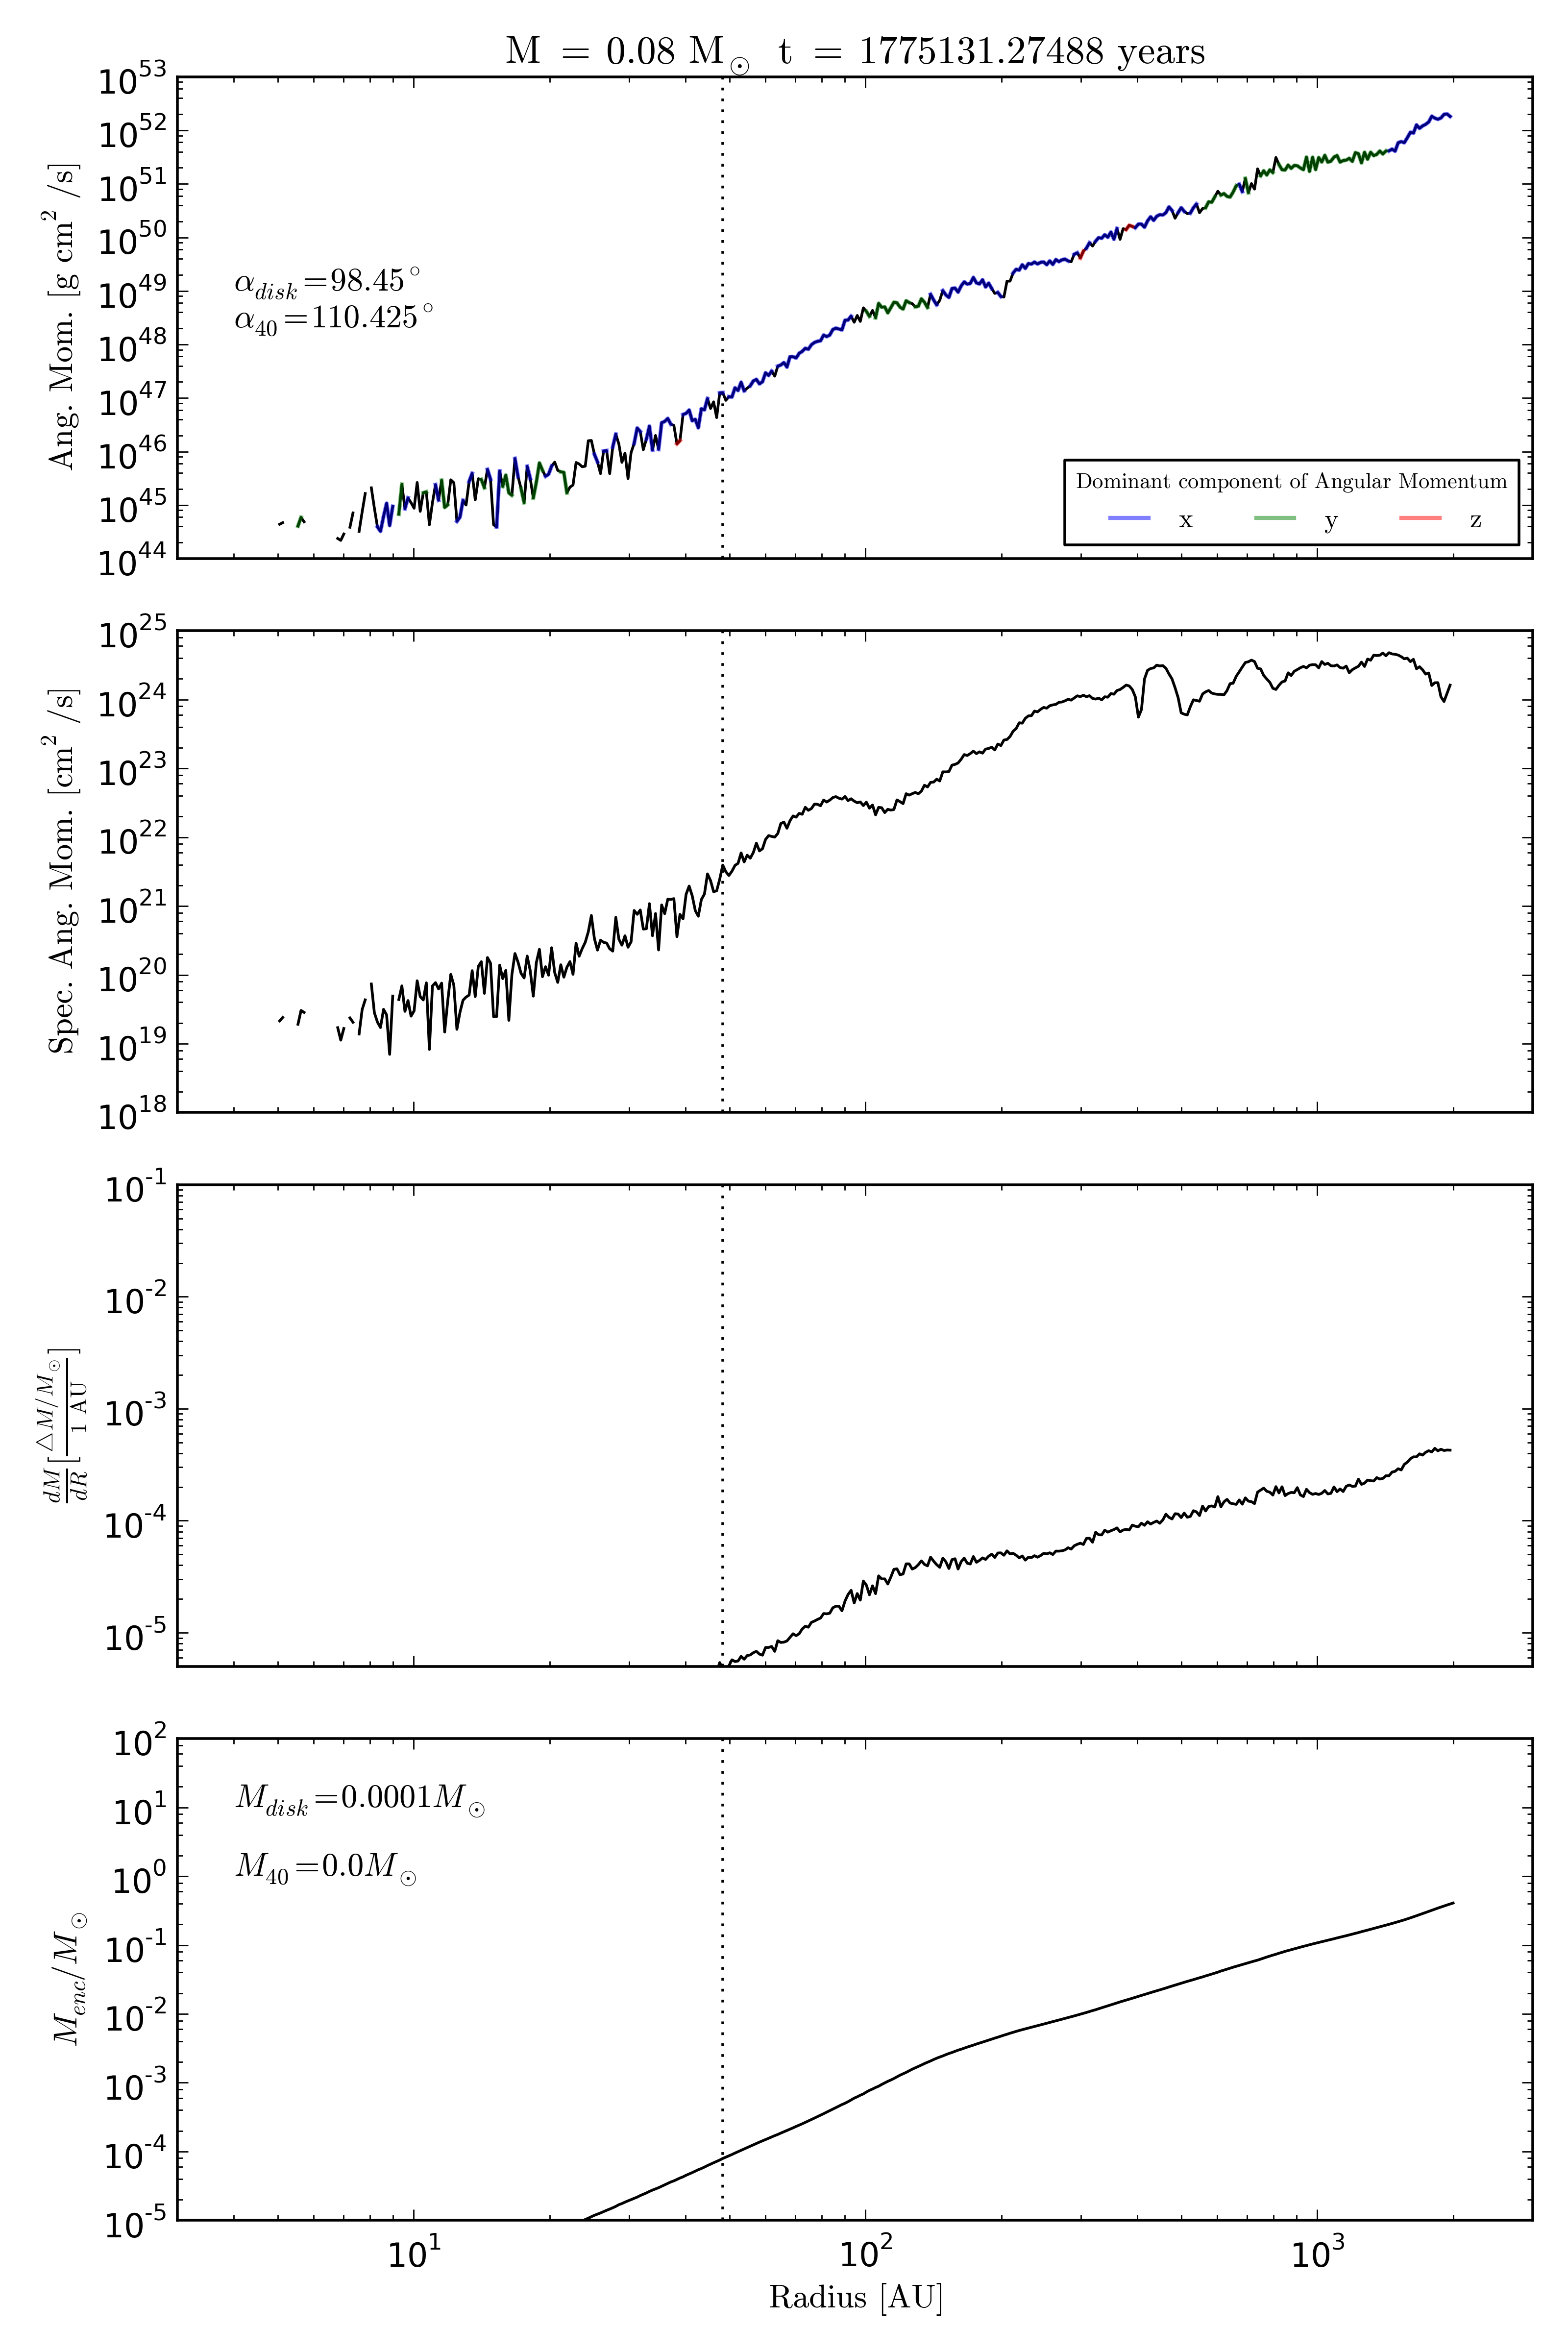 M = 0.08 M⊙ t = 1775131.27488 years
10^53
10^52
10^51
10^50
10^49
10^48
10^47
10^46
10^45
10^44
Ang. Mom. [g cm^2 /s]
α_disk = 98.45°
α_40 = 110.425°
Dominant component of Angular Momentum
x y z
10^25
10^24
10^23
10^22
10^21
10^20
10^19
10^18
Spec. Ang. Mom. [cm^2 /s]
10^-1
10^-2
10^-3
10^-4
10^-5
dM/dR [△M/M⊙ / 1 AU]
10^2
10^1
10^0
10^-1
10^-2
10^-3
10^-4
10^-5
M_enc/M⊙
M_disk = 0.0001M⊙
M_40 = 0.0M⊙
10^1 10^2 10^3
Radius [AU]